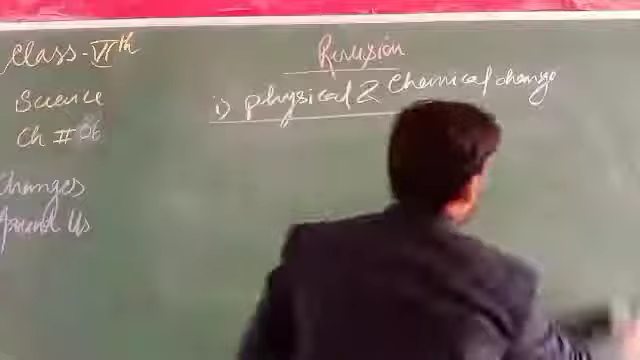 Class-VIth
Science
Ch # 06
Changes
Around Us
Revision
i) physical & Chemical change